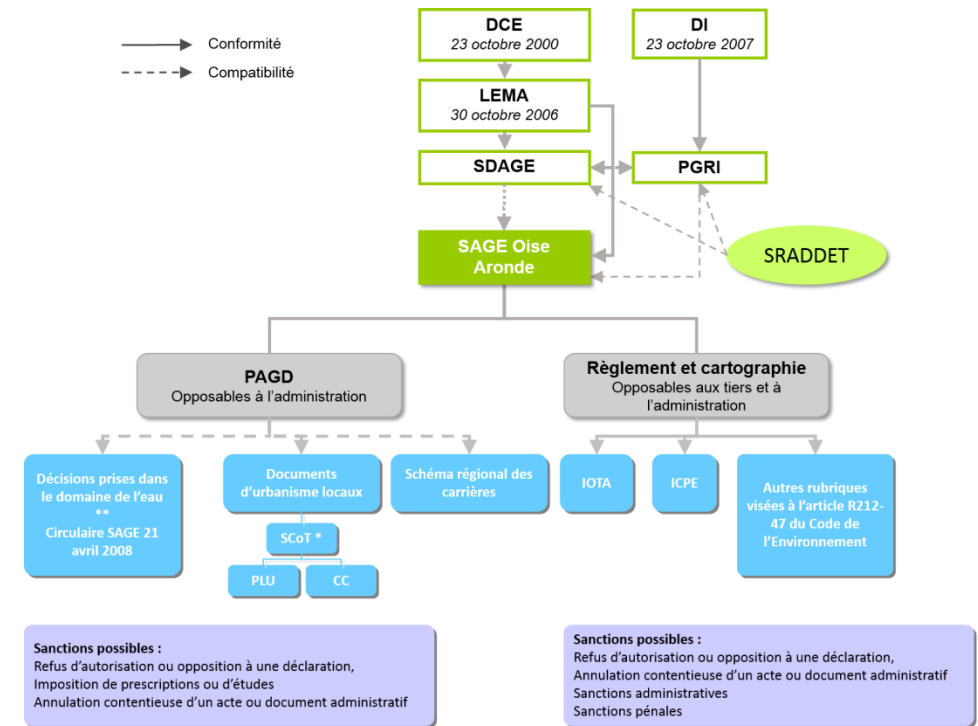 DCE
23 octobre 2000
DI
23 octobre 2007
Conformité
Compatibilité
LEMA
30 octobre 2006
SDAGE
PGRI
SAGE Oise
Aronde
SRADDET
PAGD
Opposables à l'administration
Règlement et cartographie
Opposables aux tiers et à
l'administration
Décisions prises dans
le domaine de l'eau
**
Circulaire SAGE 21
avril 2008
Documents
d'urbanisme locaux
Schéma régional des
carrières
IOTA
ICPE
Autres rubriques
visées à l'article R212-
47 du Code de
l'Environnement
SCoT *
PLU
CC
Sanctions possibles :
Refus d'autorisation ou opposition à une déclaration,
Imposition de prescriptions ou d'études
Annulation contentieuse d'un acte ou document administratif
Sanctions possibles :
Refus d'autorisation ou opposition à une déclaration,
Annulation contentieuse d'un acte ou document administratif
Sanctions administratives
Sanctions pénales